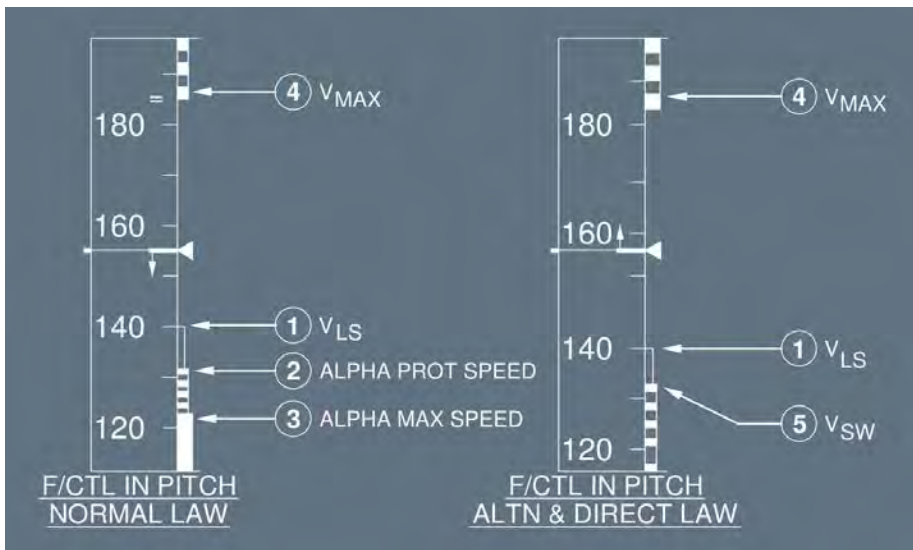 4 VMAX
=
180
160
140
120
1 VLS
2 ALPHA PROT SPEED
3 ALPHA MAX SPEED
F/CTL IN PITCH
NORMAL LAW
4 VMAX
180
160
140
120
1 VLS
5 VSW
F/CTL IN PITCH
ALTN & DIRECT LAW